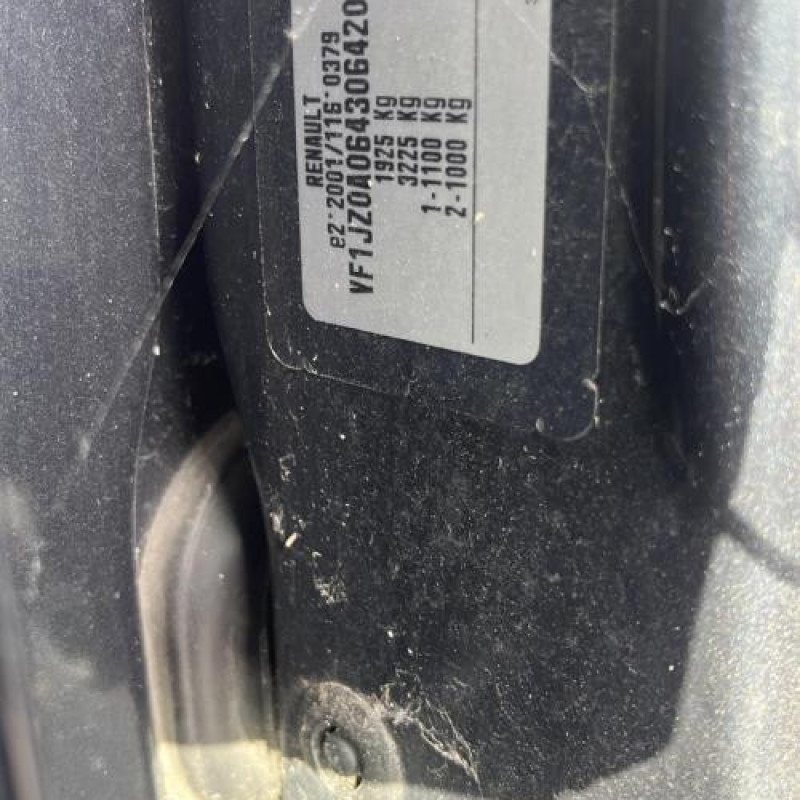 RENAULT
e2*2001/116*0379
VF1JZ0A064306420
1925 Kg
3225 Kg
1-1100 Kg
2-1000 Kg